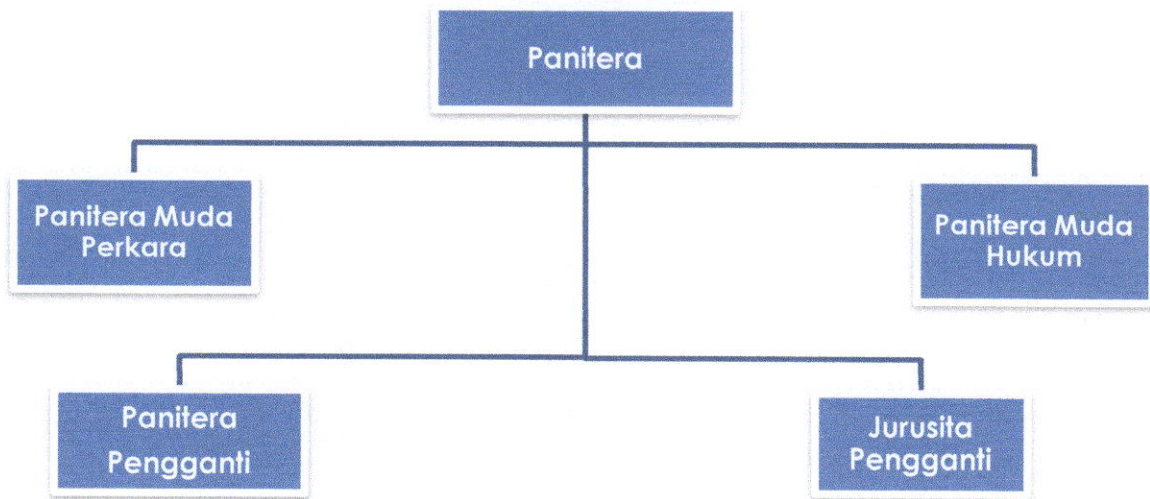 Panitera
Panitera Muda
Perkara
Panitera Muda
Hukum
Panitera
Pengganti
Jurusita
Pengganti